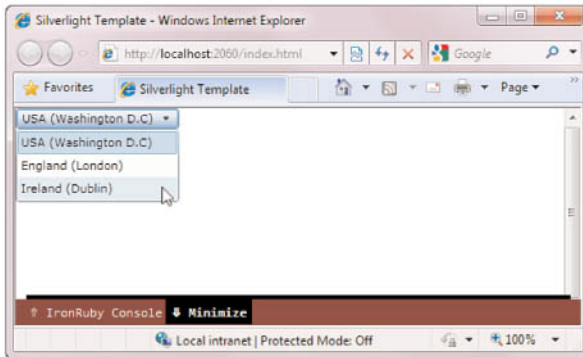 Silverlight Template - Windows Internet Explorer
http://localhost:2060/index.html
Google
Favorites
Silverlight Template
Page
USA (Washington D.C)
USA (Washington D.C)
England (London)
Ireland (Dublin)
⬆ IronRuby Console ⬇ Minimize
Local intranet | Protected Mode: Off
100%